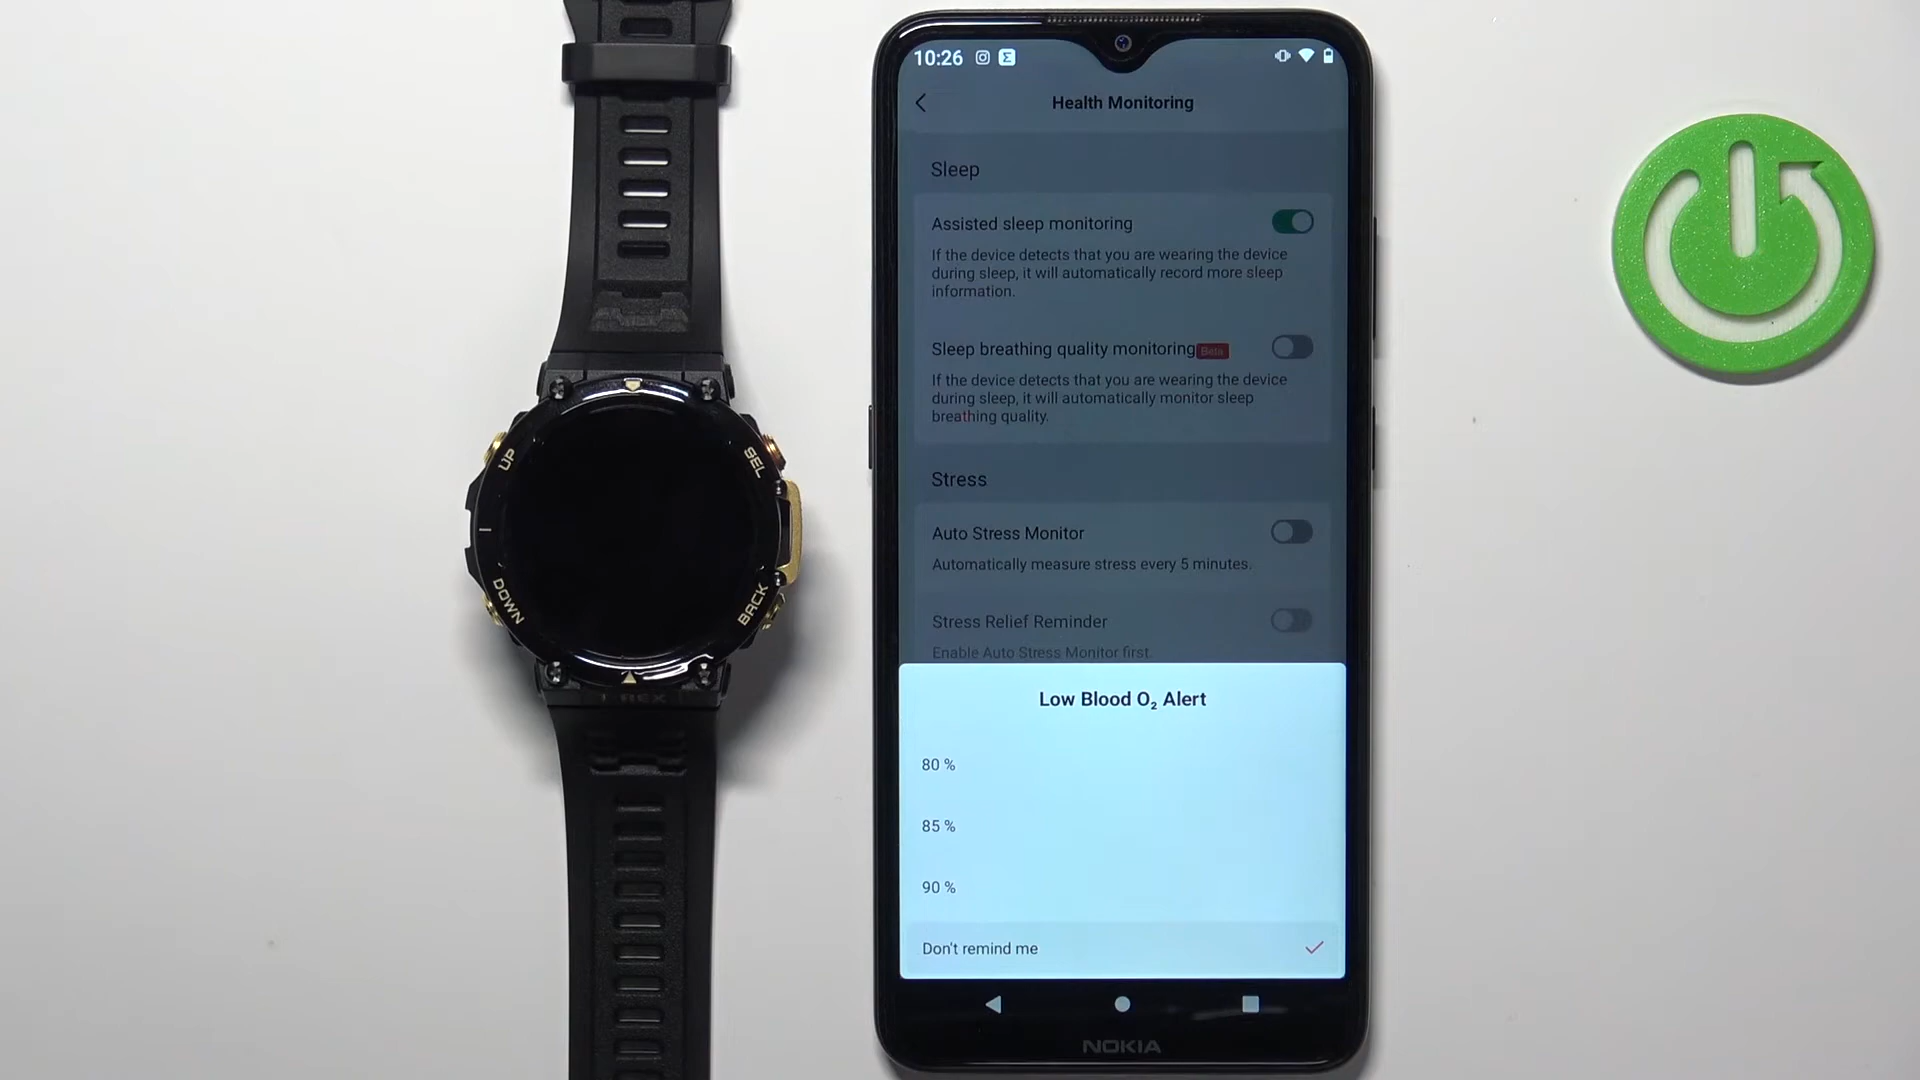 UP
SEL
DOWN
BACK
T-REX
10:26
Health Monitoring
Sleep
Assisted sleep monitoring
If the device detects that you are wearing the device
during sleep, it will automatically record more sleep
information.
Sleep breathing quality monitoring Beta
If the device detects that you are wearing the device
during sleep, it will automatically monitor sleep
breathing quality.
Stress
Auto Stress Monitor
Automatically measure stress every 5 minutes.
Stress Relief Reminder
Enable Auto Stress Monitor first.
Low Blood O₂ Alert
80 %
85 %
90 %
Don't remind me
NOKIA